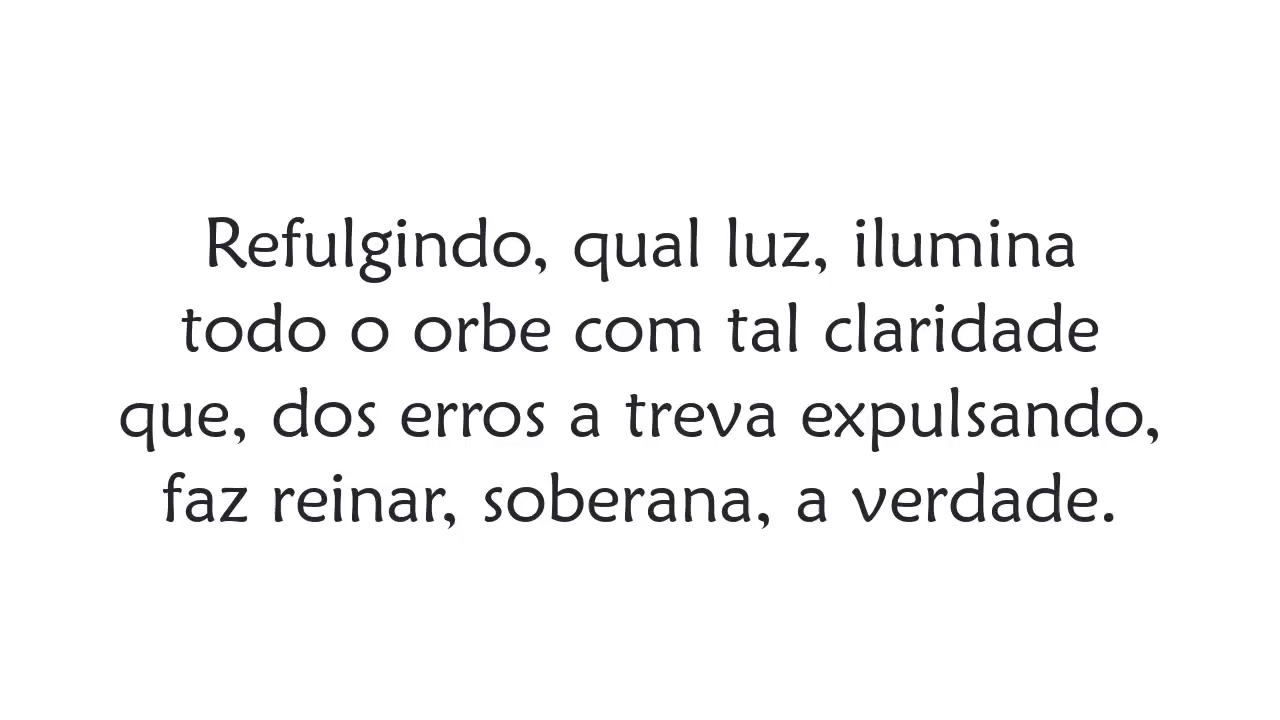 Refulgindo, qual luz, ilumina
todo o orbe com tal claridade
que, dos erros a treva expulsando,
faz reinar, soberana, a verdade.